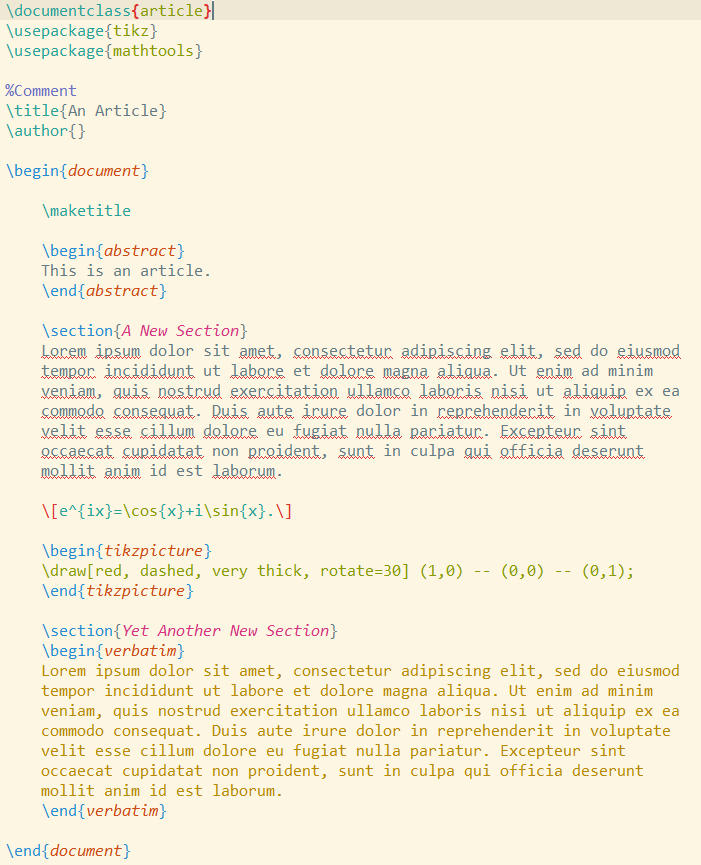 \documentclass{article}
\usepackage{tikz}
\usepackage{mathtools}
%Comment
\title{An Article}
\author{}
\begin{document}
\maketitle
\begin{abstract}
This is an article.
\end{abstract}
\section{A New Section}
Lorem ipsum dolor sit amet, consectetur adipiscing elit, sed do eiusmod
tempor incididunt ut labore et dolore magna aliqua. Ut enim ad minim
veniam, quis nostrud exercitation ullamco laboris nisi ut aliquip ex ea
commodo consequat. Duis aute irure dolor in reprehenderit in voluptate
velit esse cillum dolore eu fugiat nulla pariatur. Excepteur sint
occaecat cupidatat non proident, sunt in culpa qui officia deserunt
mollit anim id est laborum.
\[e^{ix}=\cos{x}+i\sin{x}.\]
\begin{tikzpicture}
\draw[red, dashed, very thick, rotate=30] (1,0) -- (0,0) -- (0,1);
\end{tikzpicture}
\section{Yet Another New Section}
\begin{verbatim}
Lorem ipsum dolor sit amet, consectetur adipiscing elit, sed do eiusmod
tempor incididunt ut labore et dolore magna aliqua. Ut enim ad minim
veniam, quis nostrud exercitation ullamco laboris nisi ut aliquip ex ea
commodo consequat. Duis aute irure dolor in reprehenderit in voluptate
velit esse cillum dolore eu fugiat nulla pariatur. Excepteur sint
occaecat cupidatat non proident, sunt in culpa qui officia deserunt
mollit anim id est laborum.
\end{verbatim}
\end{document}